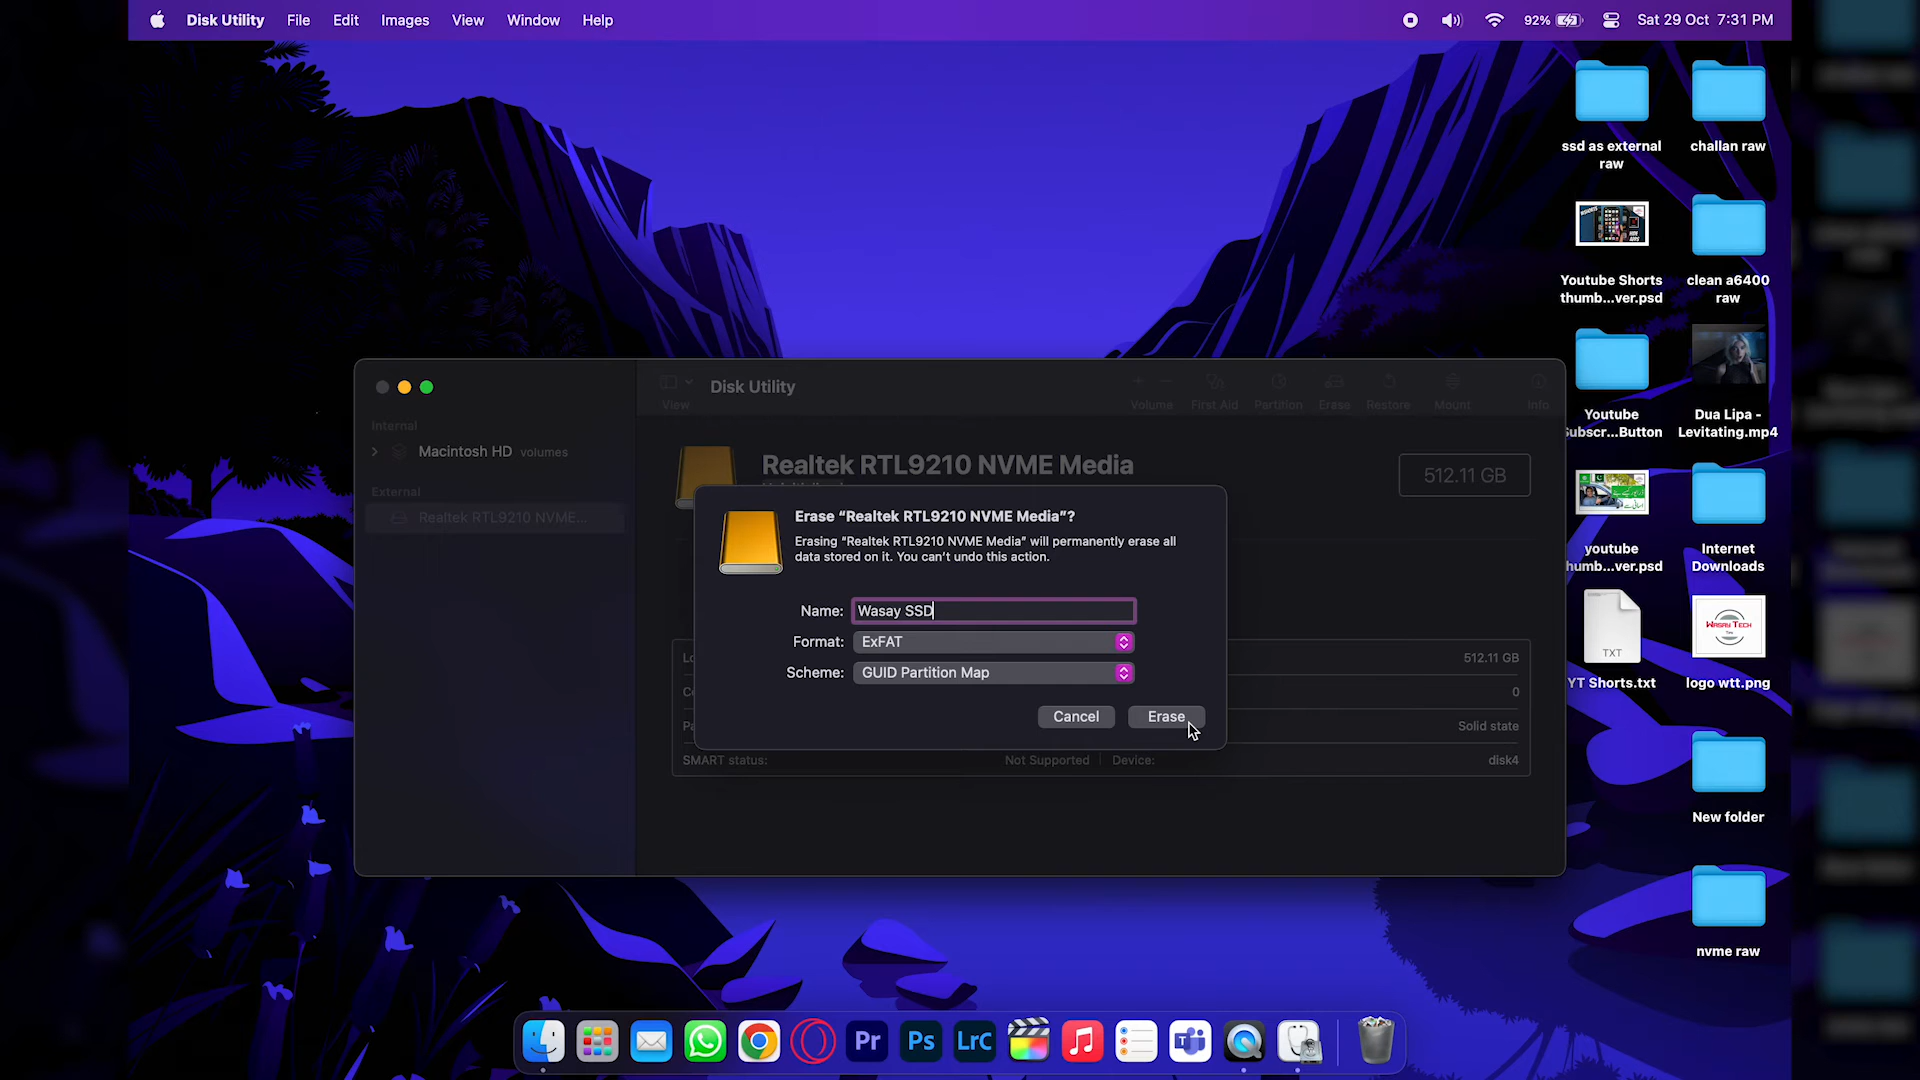 Disk Utility File Edit Images View Window Help
92% Sat 29 Oct 7:31 PM
ssd as external
raw
challan raw
Youtube Shorts
thumb...ver.psd
clean a6400
raw
Youtube
Subscr...Button
Dua Lipa -
Levitating.mp4
youtube
humb...ver.psd
Internet
Downloads
TXT
YT Shorts.txt
WASAY TECH
logo wtt.png
New folder
nvme raw
Disk Utility
View
Volume First Aid Partition Erase Restore Mount Info
Internal
Macintosh HD volumes
External
Realtek RTL9210 NVME...
Realtek RTL9210 NVME Media
512.11 GB
Erase “Realtek RTL9210 NVME Media”?
Erasing “Realtek RTL9210 NVME Media” will permanently erase all
data stored on it. You can’t undo this action.
Name: Wasay SSD
Format: ExFAT
Scheme: GUID Partition Map
Cancel Erase
512.11 GB
0
Solid state
SMART status: Not Supported Device: disk4
Pr Ps LrC